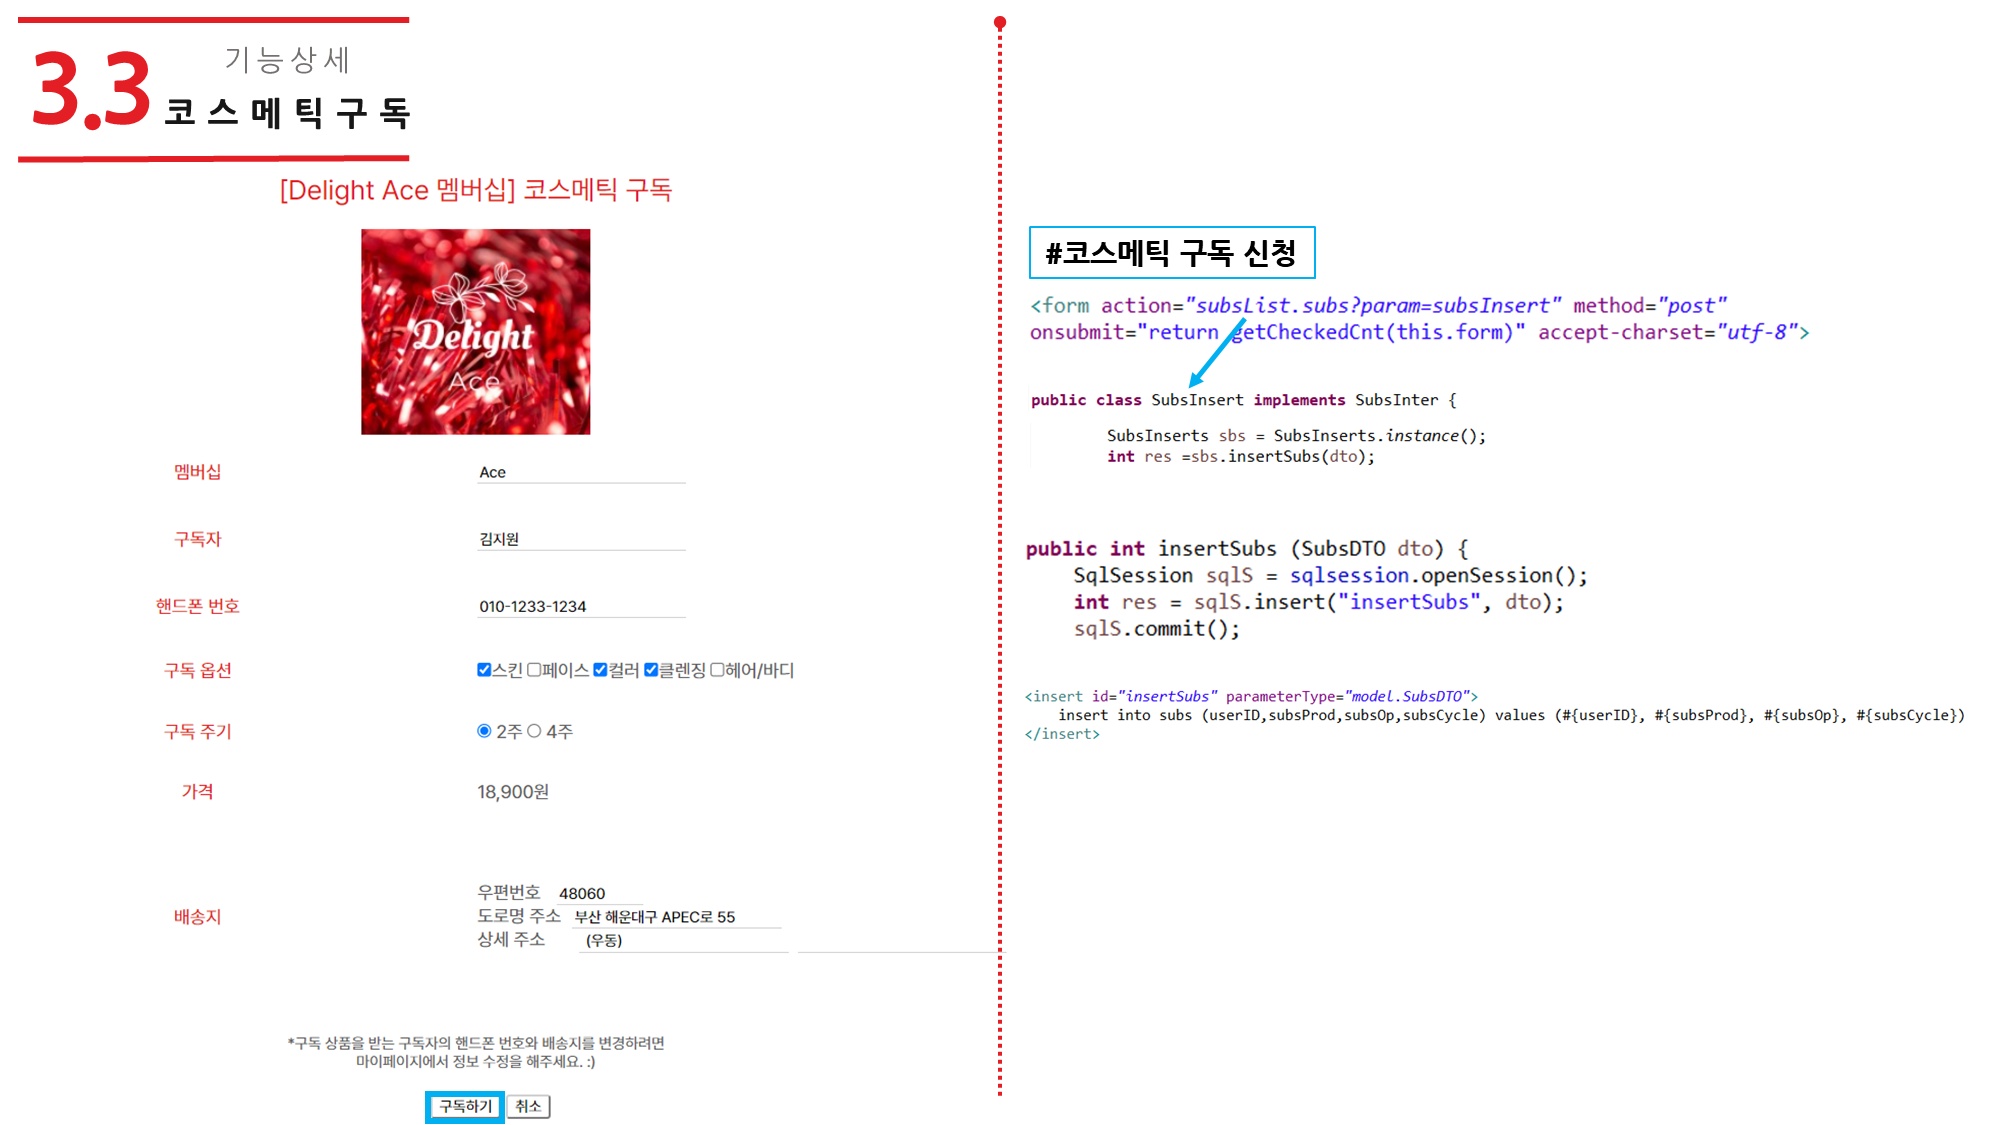 3.3
기능상세
코스메틱구독
[Delight Ace 멤버십] 코스메틱 구독
Delight
Ace
멤버십 Ace
구독자 김지원
핸드폰 번호 010-1233-1234
구독 옵션 스킨 페이스 컬러 클렌징 헤어/바디
구독 주기 2주 4주
가격 18,900원
우편번호 48060
배송지 도로명 주소 부산 해운대구 APEC로 55
상세 주소 (우동)
*구독 상품을 받는 구독자의 핸드폰 번호와 배송지를 변경하려면
마이페이지에서 정보 수정을 해주세요. :)
구독하기 취소
#코스메틱 구독 신청
<form action="subsList.subs?param=subsInsert" method="post"
onsubmit="return getCheckedCnt(this.form)" accept-charset="utf-8">
public class SubsInsert implements SubsInter {
SubsInserts sbs = SubsInserts.instance();
int res =sbs.insertSubs(dto);
public int insertSubs (SubsDTO dto) {
SqlSession sqlS = sqlsession.openSession();
int res = sqlS.insert("insertSubs", dto);
sqlS.commit();
<insert id="insertSubs" parameterType="model.SubsDTO">
insert into subs (userID,subsProd,subsOp,subsCycle) values (#{userID}, #{subsProd}, #{subsOp}, #{subsCycle})
</insert>